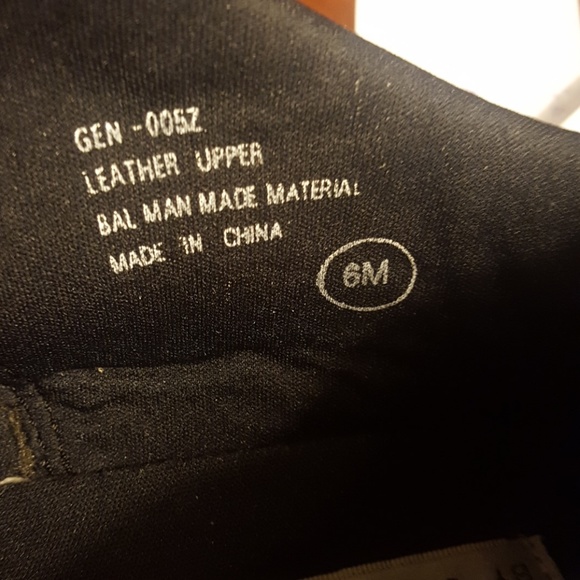 GEN-005Z
LEATHER UPPER
BAL MAN MADE MATERIAL
MADE IN CHINA
6M